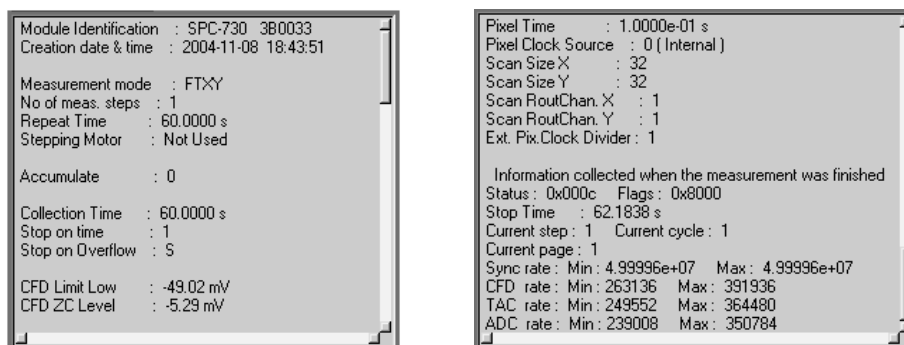 Module Identification : SPC-730 3B0033
Creation date & time : 2004-11-08 18:43:51
Measurement mode : FTXY
No of meas. steps : 1
Repeat Time : 60.0000 s
Stepping Motor : Not Used
Accumulate : 0
Collection Time : 60.0000 s
Stop on time : 1
Stop on Overflow : S
CFD Limit Low : -49.02 mV
CFD ZC Level : -5.29 mV
Pixel Time : 1.0000e-01 s
Pixel Clock Source : 0 ( Internal )
Scan Size X : 32
Scan Size Y : 32
Scan RoutChan. X : 1
Scan RoutChan. Y : 1
Ext. Pix.Clock Divider : 1
Information collected when the measurement was finished
Status : 0x000c Flags : 0x8000
Stop Time : 62.1838 s
Current step : 1 Current cycle : 1
Current page : 1
Sync rate : Min : 4.99996e+07 Max : 4.99996e+07
CFD rate : Min : 263136 Max : 391936
TAC rate : Min : 249552 Max : 364480
ADC rate : Min : 239008 Max : 350784